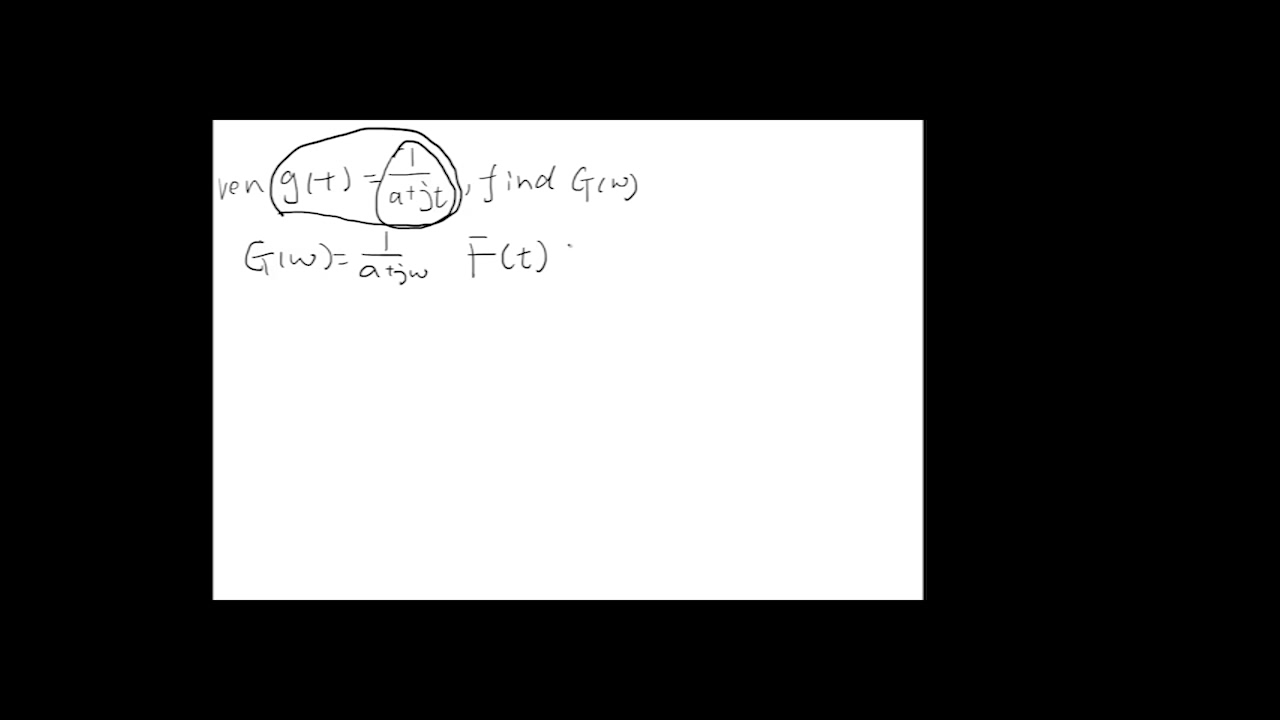 ven g(t) = 1/(a+jt), find G(w)
G(w) = 1/(a+jw) F(t)